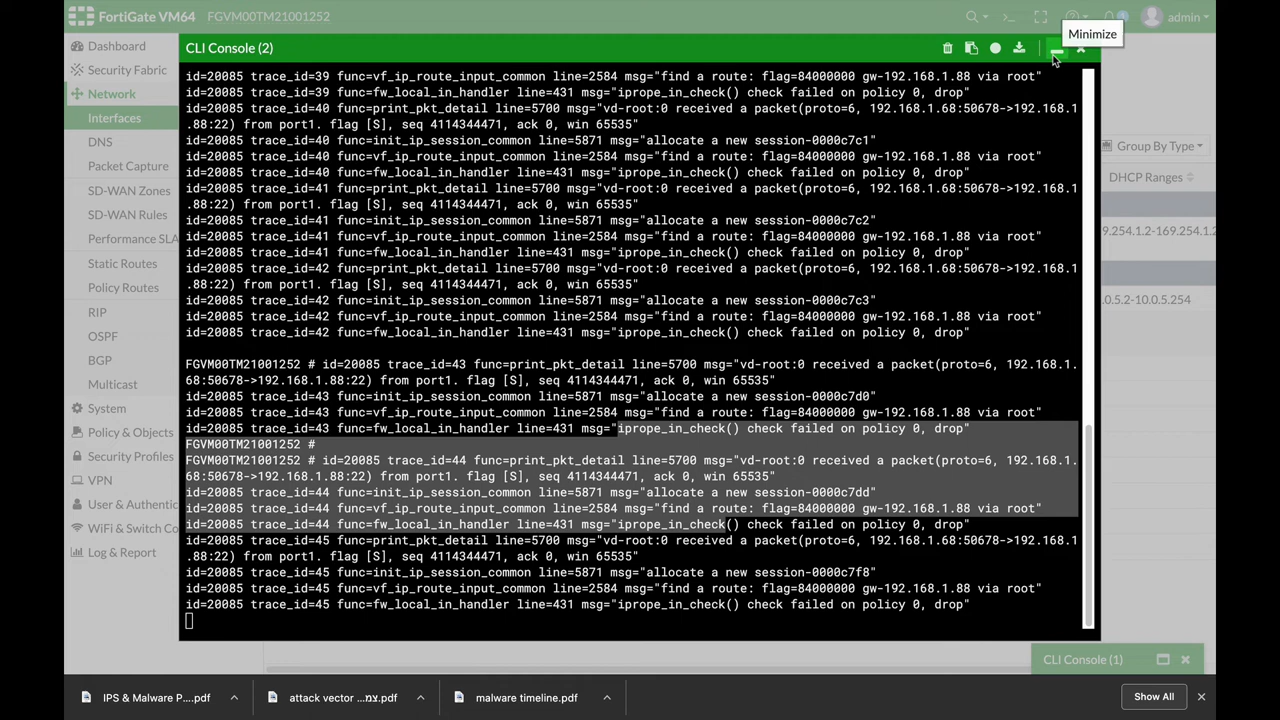 FortiGate VM64
FGVM00TM21001252
admin
Minimize
Dashboard
Security Fabric
Network
Interfaces
DNS
Packet Capture
SD-WAN Zones
SD-WAN Rules
Performance SLA
Static Routes
Policy Routes
RIP
OSPF
BGP
Multicast
System
Policy & Objects
Security Profiles
VPN
User & Authentic
WiFi & Switch Co
Log & Report
CLI Console (2)
id=20085 trace_id=39 func=vf_ip_route_input_common line=2584 msg="find a route: flag=84000000 gw-192.168.1.88 via root"
id=20085 trace_id=39 func=fw_local_in_handler line=431 msg="iprope_in_check() check failed on policy 0, drop"
id=20085 trace_id=40 func=print_pkt_detail line=5700 msg="vd-root:0 received a packet(proto=6, 192.168.1.68:50678->192.168.1
.88:22) from port1. flag [S], seq 4114344471, ack 0, win 65535"
id=20085 trace_id=40 func=init_ip_session_common line=5871 msg="allocate a new session-0000c7c1"
id=20085 trace_id=40 func=vf_ip_route_input_common line=2584 msg="find a route: flag=84000000 gw-192.168.1.88 via root"
id=20085 trace_id=40 func=fw_local_in_handler line=431 msg="iprope_in_check() check failed on policy 0, drop"
id=20085 trace_id=41 func=print_pkt_detail line=5700 msg="vd-root:0 received a packet(proto=6, 192.168.1.68:50678->192.168.1
.88:22) from port1. flag [S], seq 4114344471, ack 0, win 65535"
id=20085 trace_id=41 func=init_ip_session_common line=5871 msg="allocate a new session-0000c7c2"
id=20085 trace_id=41 func=vf_ip_route_input_common line=2584 msg="find a route: flag=84000000 gw-192.168.1.88 via root"
id=20085 trace_id=41 func=fw_local_in_handler line=431 msg="iprope_in_check() check failed on policy 0, drop"
id=20085 trace_id=42 func=print_pkt_detail line=5700 msg="vd-root:0 received a packet(proto=6, 192.168.1.68:50678->192.168.1
.88:22) from port1. flag [S], seq 4114344471, ack 0, win 65535"
id=20085 trace_id=42 func=init_ip_session_common line=5871 msg="allocate a new session-0000c7c3"
id=20085 trace_id=42 func=vf_ip_route_input_common line=2584 msg="find a route: flag=84000000 gw-192.168.1.88 via root"
id=20085 trace_id=42 func=fw_local_in_handler line=431 msg="iprope_in_check() check failed on policy 0, drop"
FGVM00TM21001252 # id=20085 trace_id=43 func=print_pkt_detail line=5700 msg="vd-root:0 received a packet(proto=6, 192.168.1.
68:50678->192.168.1.88:22) from port1. flag [S], seq 4114344471, ack 0, win 65535"
id=20085 trace_id=43 func=init_ip_session_common line=5871 msg="allocate a new session-0000c7d0"
id=20085 trace_id=43 func=vf_ip_route_input_common line=2584 msg="find a route: flag=84000000 gw-192.168.1.88 via root"
id=20085 trace_id=43 func=fw_local_in_handler line=431 msg="iprope_in_check() check failed on policy 0, drop"
FGVM00TM21001252 #
FGVM00TM21001252 # id=20085 trace_id=44 func=print_pkt_detail line=5700 msg="vd-root:0 received a packet(proto=6, 192.168.1.
68:50678->192.168.1.88:22) from port1. flag [S], seq 4114344471, ack 0, win 65535"
id=20085 trace_id=44 func=init_ip_session_common line=5871 msg="allocate a new session-0000c7dd"
id=20085 trace_id=44 func=vf_ip_route_input_common line=2584 msg="find a route: flag=84000000 gw-192.168.1.88 via root"
id=20085 trace_id=44 func=fw_local_in_handler line=431 msg="iprope_in_check() check failed on policy 0, drop"
id=20085 trace_id=45 func=print_pkt_detail line=5700 msg="vd-root:0 received a packet(proto=6, 192.168.1.68:50678->192.168.1
.88:22) from port1. flag [S], seq 4114344471, ack 0, win 65535"
id=20085 trace_id=45 func=init_ip_session_common line=5871 msg="allocate a new session-0000c7f8"
id=20085 trace_id=45 func=vf_ip_route_input_common line=2584 msg="find a route: flag=84000000 gw-192.168.1.88 via root"
id=20085 trace_id=45 func=fw_local_in_handler line=431 msg="iprope_in_check() check failed on policy 0, drop"
Group By Type
DHCP Ranges
9.254.1.2-169.254.1.2
.0.5.2-10.0.5.254
CLI Console (1)
IPS & Malware P....pdf
attack vector ...צמ.pdf
malware timeline.pdf
Show All